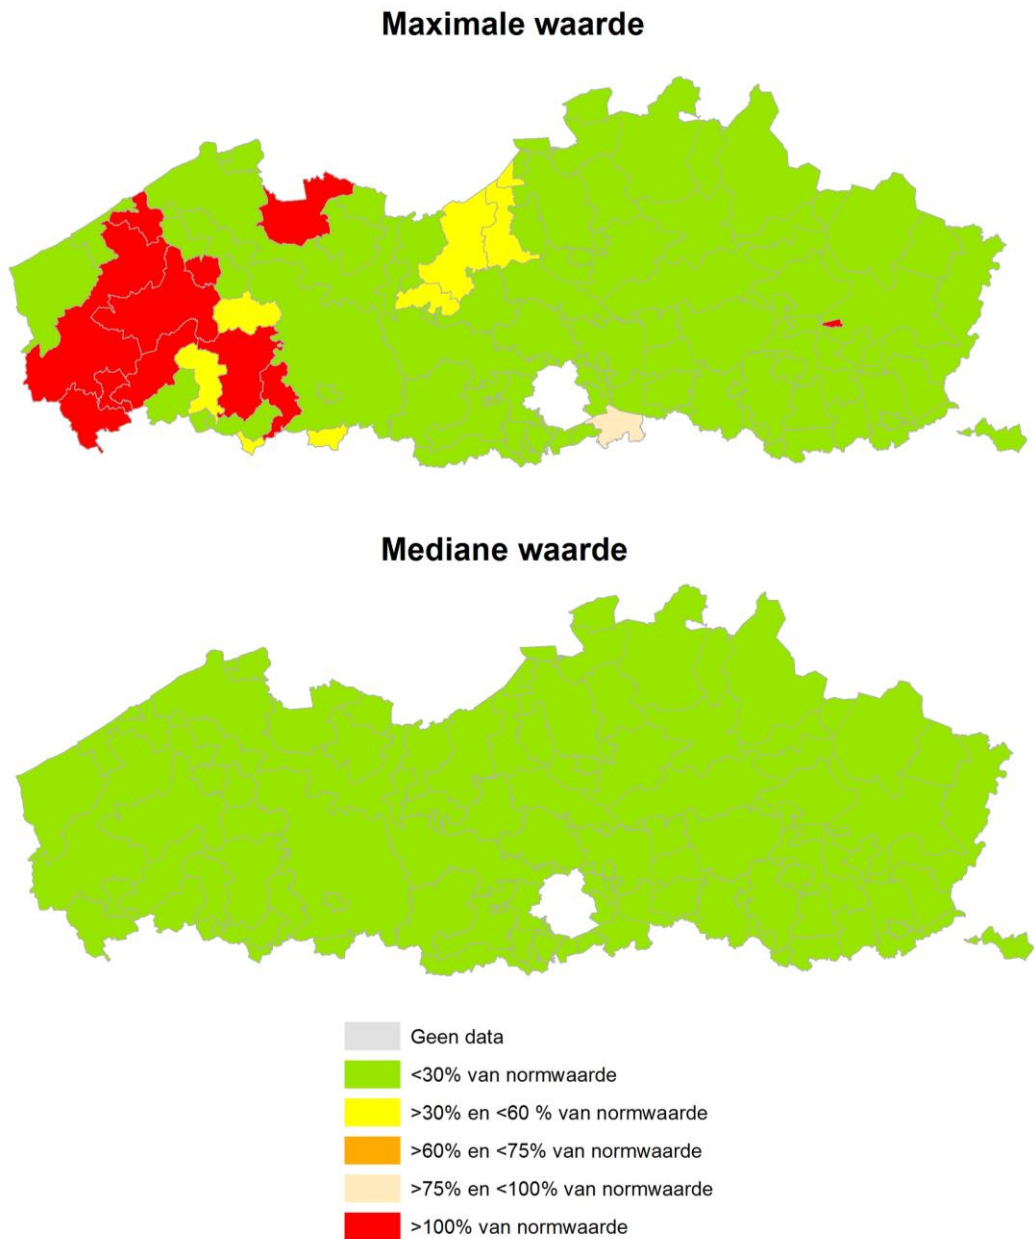 Maximale waarde
Mediane waarde
Geen data
<30% van normwaarde
>30% en <60 % van normwaarde
>60% en <75% van normwaarde
>75% en <100% van normwaarde
>100% van normwaarde